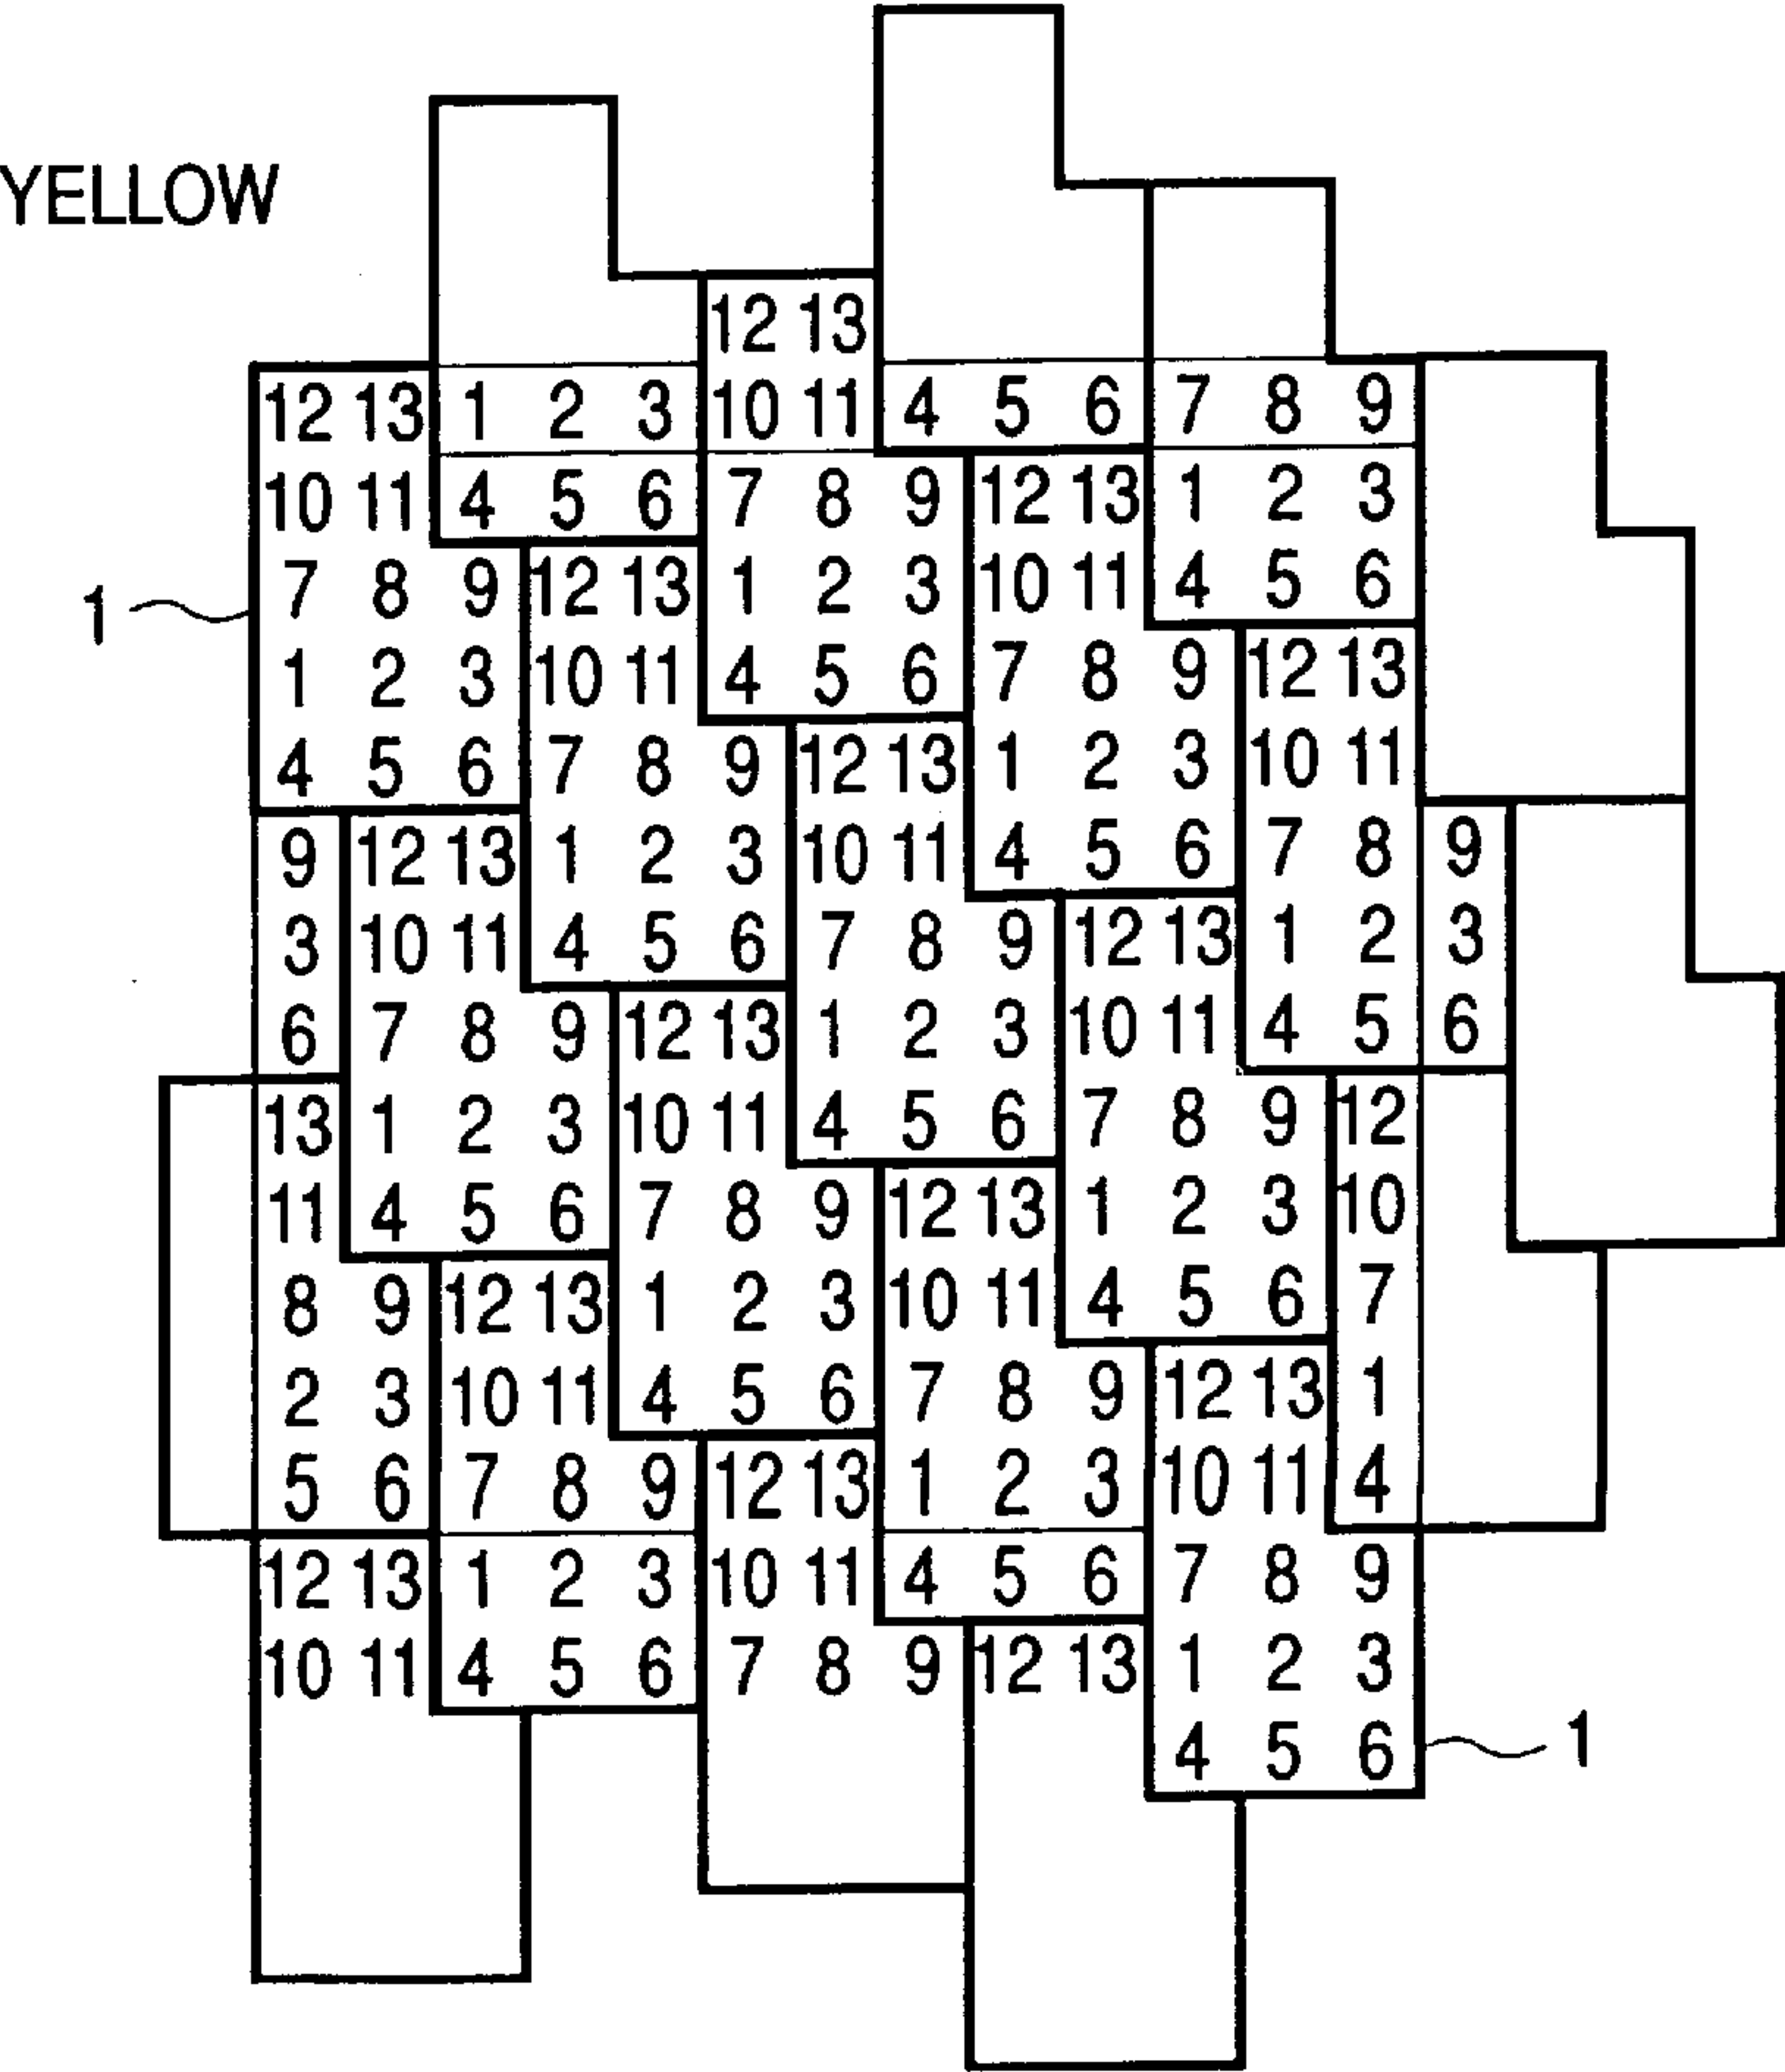 YELLOW
12 13
12 13 1 2 3 10 11 4 5 6 7 8 9
10 11 4 5 6 7 8 9 12 13 1 2 3
1 7 8 9 12 13 1 2 3 10 11 4 5 6
1 2 3 10 11 4 5 6 7 8 9 12 13
4 5 6 7 8 9 12 13 1 2 3 10 11
9 12 13 1 2 3 10 11 4 5 6 7 8 9
3 10 11 4 5 6 7 8 9 12 13 1 2 3
6 7 8 9 12 13 1 2 3 10 11 4 5 6
13 1 2 3 10 11 4 5 6 7 8 9 12
11 4 5 6 7 8 9 12 13 1 2 3 10
8 9 12 13 1 2 3 10 11 4 5 6 7
2 3 10 11 4 5 6 7 8 9 12 13 1
5 6 7 8 9 12 13 1 2 3 10 11 4
12 13 1 2 3 10 11 4 5 6 7 8 9
10 11 4 5 6 7 8 9 12 13 1 2 3
4 5 6 1